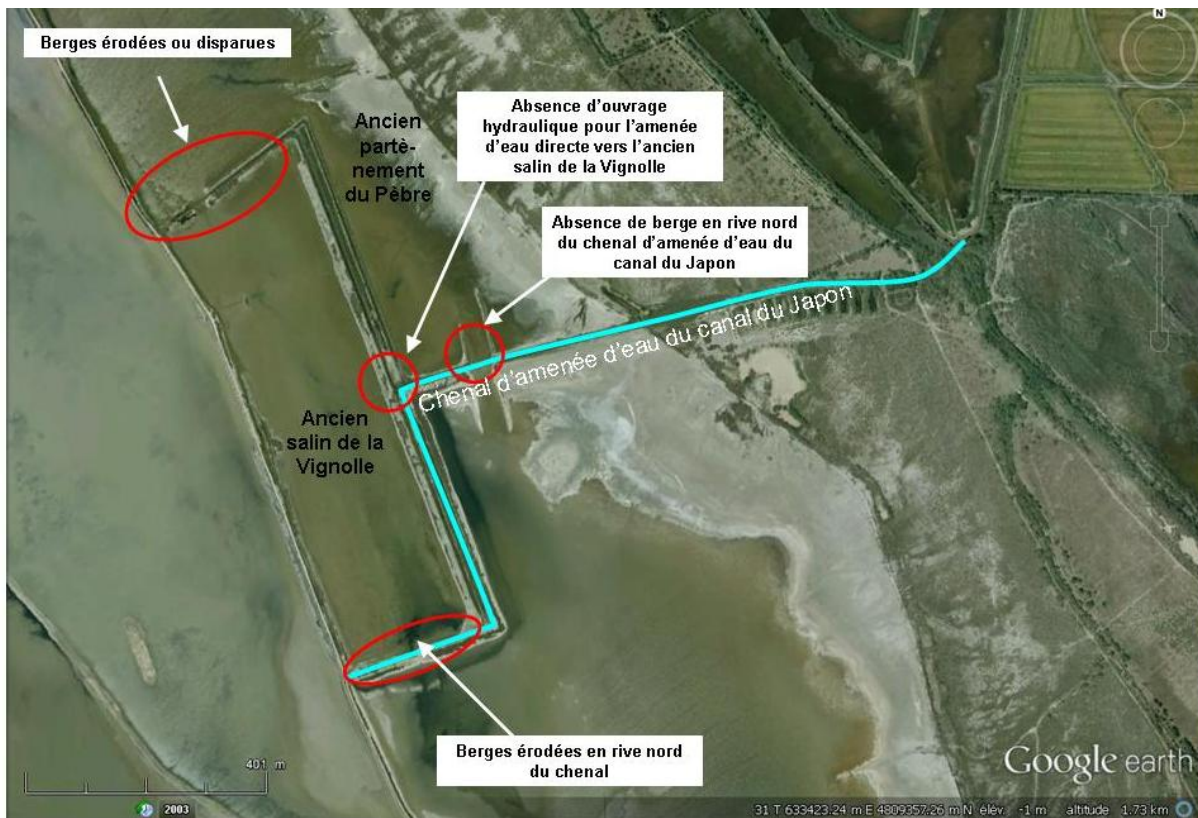 N
Berges érodées ou disparues
Ancien
partè-
nement
du Pèbre
Absence d'ouvrage
hydraulique pour l'amenée
d'eau directe vers l'ancien
salin de la Vignolle
Absence de berge en rive nord
du chenal d'amenée d'eau du
canal du Japon
Chenal d'amenée d'eau du canal du Japon
Ancien
salin de la
Vignolle
Berges érodées en rive nord
du chenal
401 m
2003
Google earth
31 T 633423.24 m E 4809357.26 m N élév. -1 m altitude 1.73 km